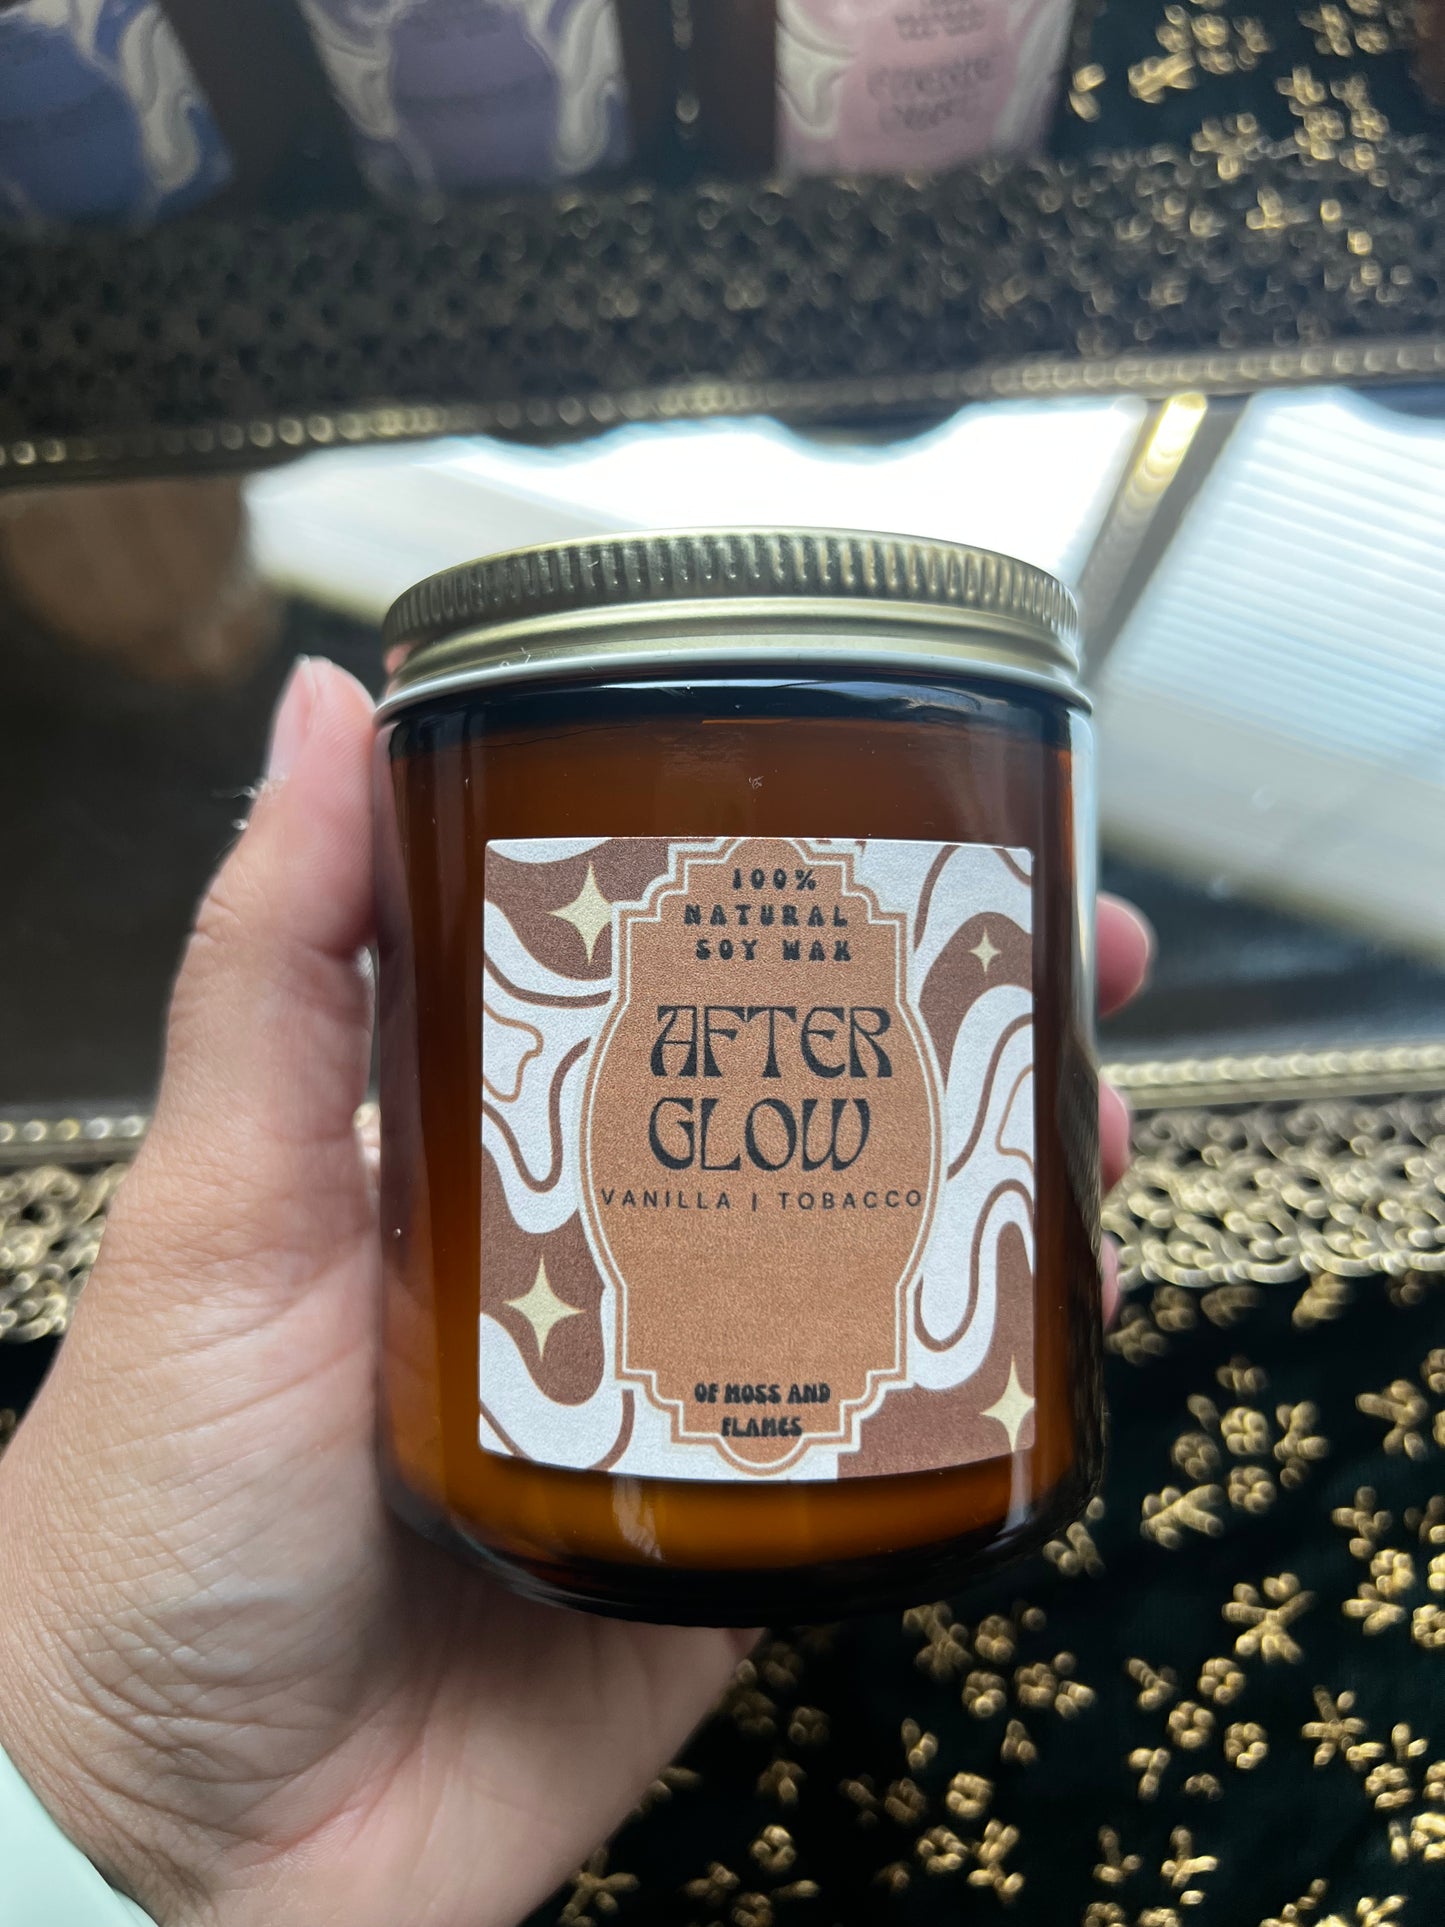 100%
NATURAL
SOY WAX
AFTER
GLOW
VANILLA | TOBACCO
OF MOSS AND
FLAMES